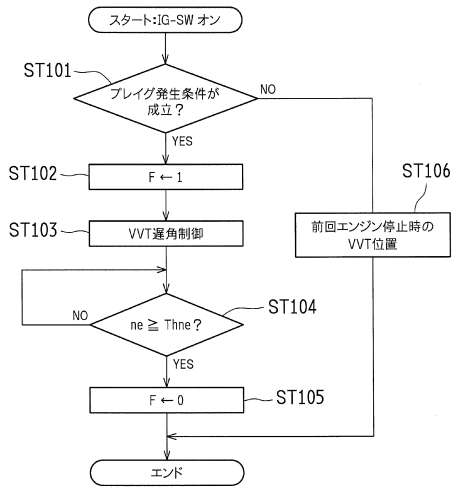 スタート:IG-SW オン
ST101
プレイグ発生条件が
成立?
NO
YES
ST102
F ← 1
ST106
ST103
VVT遅角制御
前回エンジン停止時の
VVT位置
ST104
NO
ne ≧ Thne?
YES
F ← 0
ST105
エンド